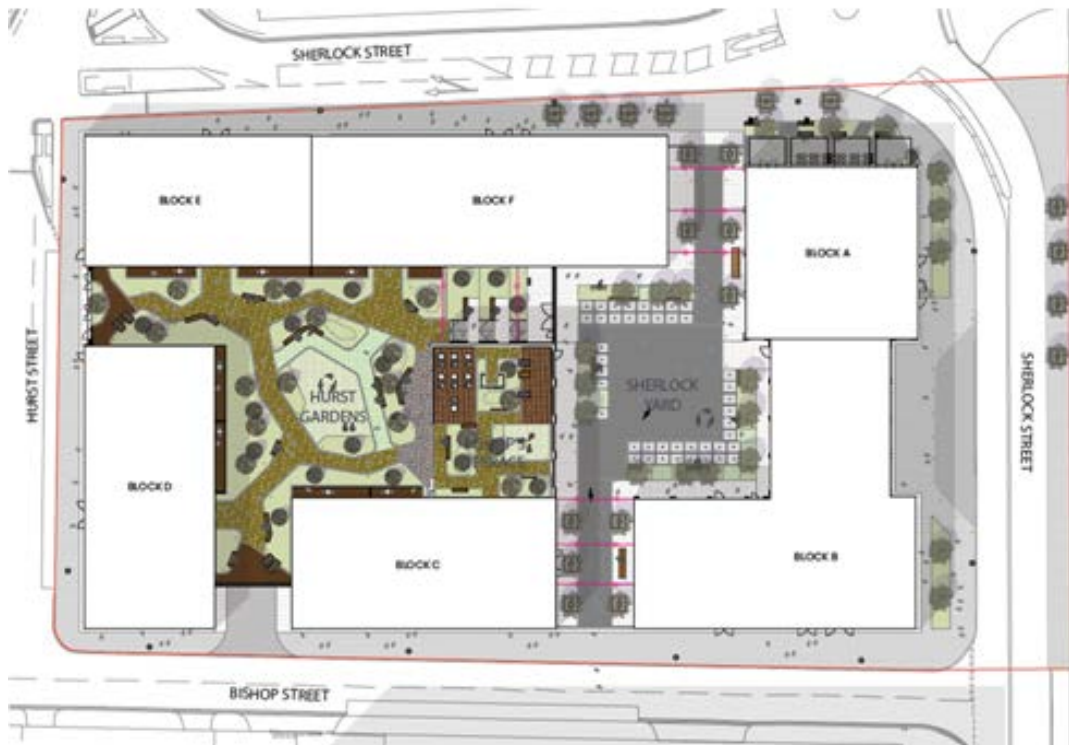 SHERLOCK STREET
BLOCK E
BLOCK F
BLOCK A
HURST STREET
HURST
GARDENS
SHERLOCK
YARD
SHERLOCK STREET
BLOCK D
BLOCK C
BLOCK B
BISHOP STREET